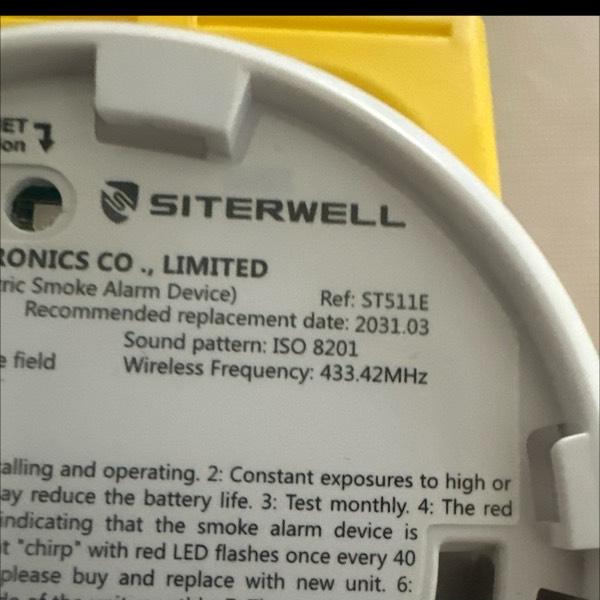 ET
on
SITERWELL
RONICS CO ., LIMITED
ric Smoke Alarm Device)
Ref: ST511E
Recommended replacement date: 2031.03
Sound pattern: ISO 8201
e field
Wireless Frequency: 433.42MHz
alling and operating. 2: Constant exposures to high or
ay reduce the battery life. 3: Test monthly. 4: The red
indicating that the smoke alarm device is
t "chirp" with red LED flashes once every 40
please buy and replace with new unit. 6: